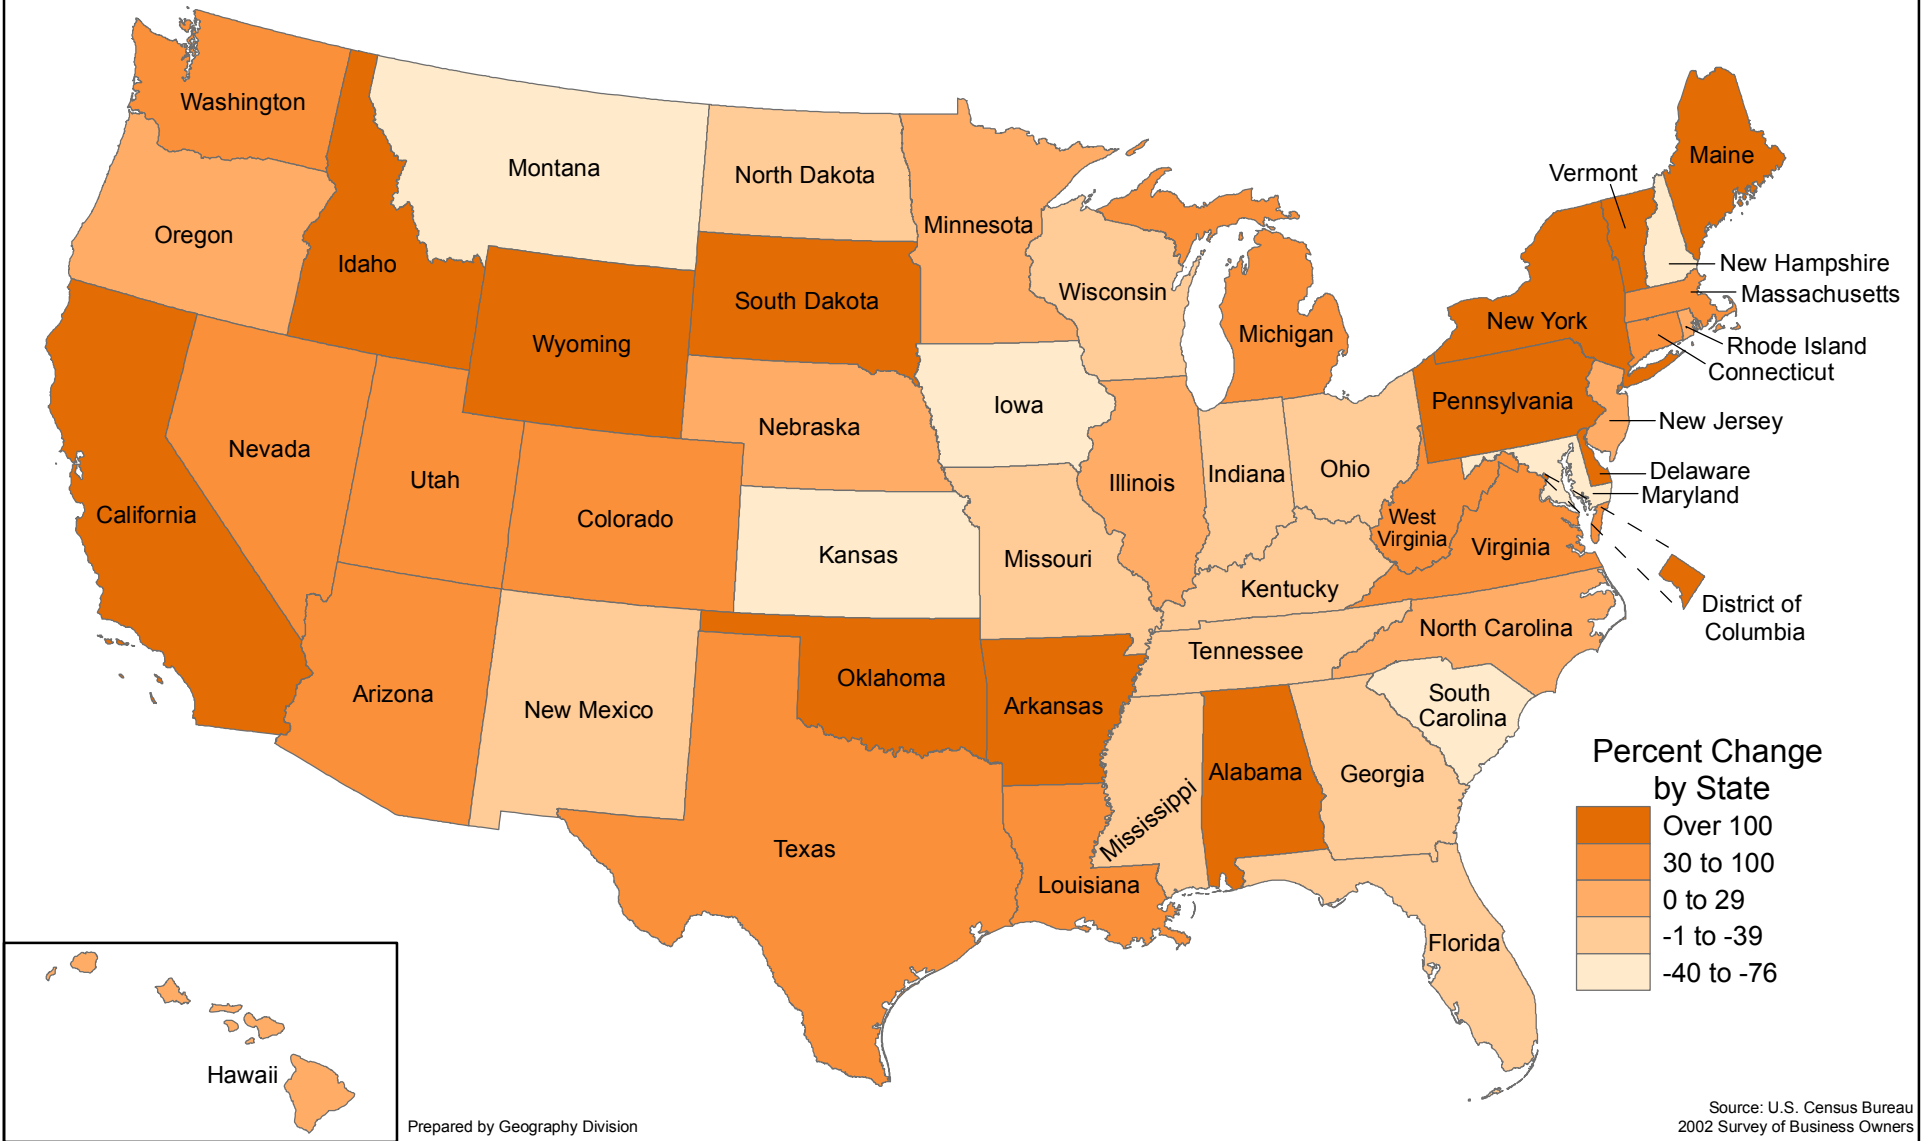 Washington
Montana
North Dakota
Minnesota
Oregon
Idaho
Wyoming
South Dakota
Wisconsin
Michigan
Vermont
Maine
New York
New Hampshire
Massachusetts
Rhode Island
Connecticut
Pennsylvania
New Jersey
Delaware
Maryland
District of
Columbia
California
Nevada
Utah
Colorado
Nebraska
Iowa
Kansas
Missouri
Illinois
Indiana
Ohio
West
Virginia
Virginia
Kentucky
Tennessee
North Carolina
South
Carolina
Arizona
New Mexico
Oklahoma
Arkansas
Texas
Louisiana
Mississippi
Alabama
Georgia
Florida
Hawaii
Percent Change
by State
Over 100
30 to 100
0 to 29
-1 to -39
-40 to -76
Prepared by Geography Division
Source: U.S. Census Bureau
2002 Survey of Business Owners